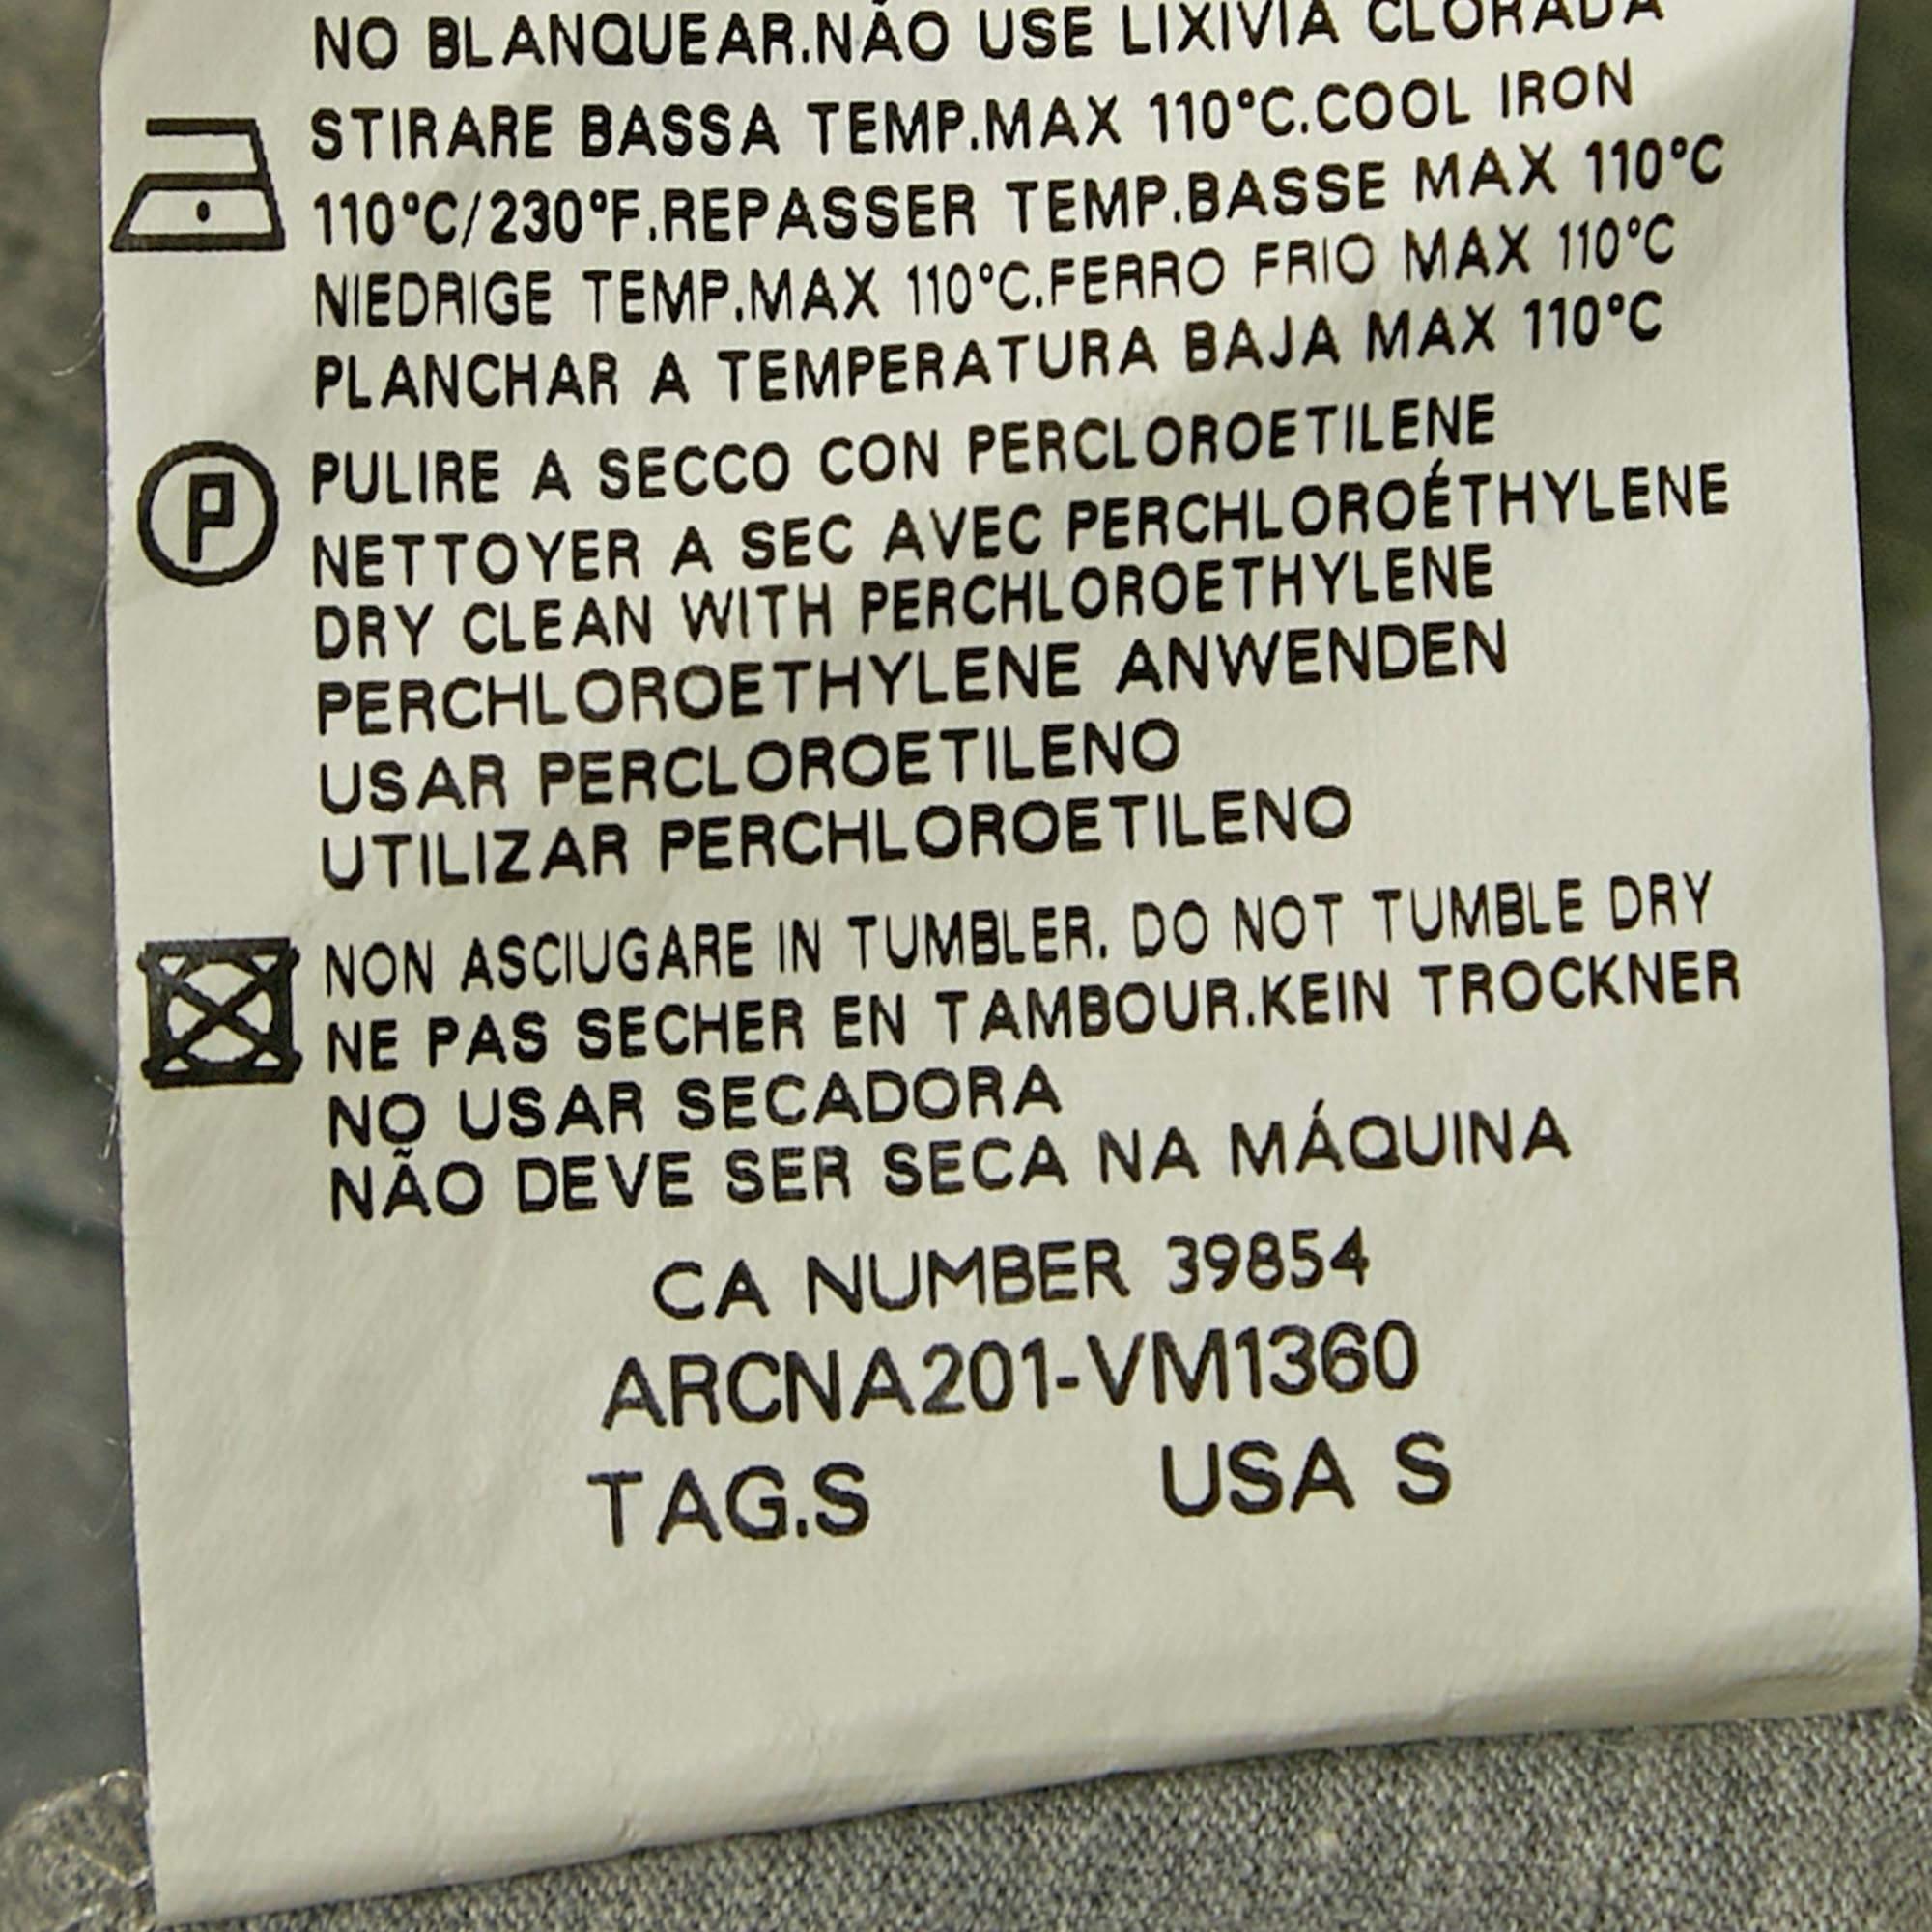 NO BLANQUEAR.NÃO USE LIXIVIA CLORADA
STIRARE BASSA TEMP.MAX 110°C.COOL IRON
110°C/230°F.REPASSER TEMP.BASSE MAX 110°C
NIEDRIGE TEMP.MAX 110°C.FERRO FRIO MAX 110°C
PLANCHAR A TEMPERATURA BAJA MAX 110°C
P
PULIRE A SECCO CON PERCLOROETILENE
NETTOYER A SEC AVEC PERCHLOROÉTHYLENE
DRY CLEAN WITH PERCHLOROETHYLENE
PERCHLOROETHYLENE ANWENDEN
USAR PERCLOROETILENO
UTILIZAR PERCHLOROETILENO
NON ASCIUGARE IN TUMBLER. DO NOT TUMBLE DRY
NE PAS SECHER EN TAMBOUR.KEIN TROCKNER
NO USAR SECADORA
NÃO DEVE SER SECA NA MÁQUINA
CA NUMBER 39854
ARCNA201-VM1360
TAG.S USA S